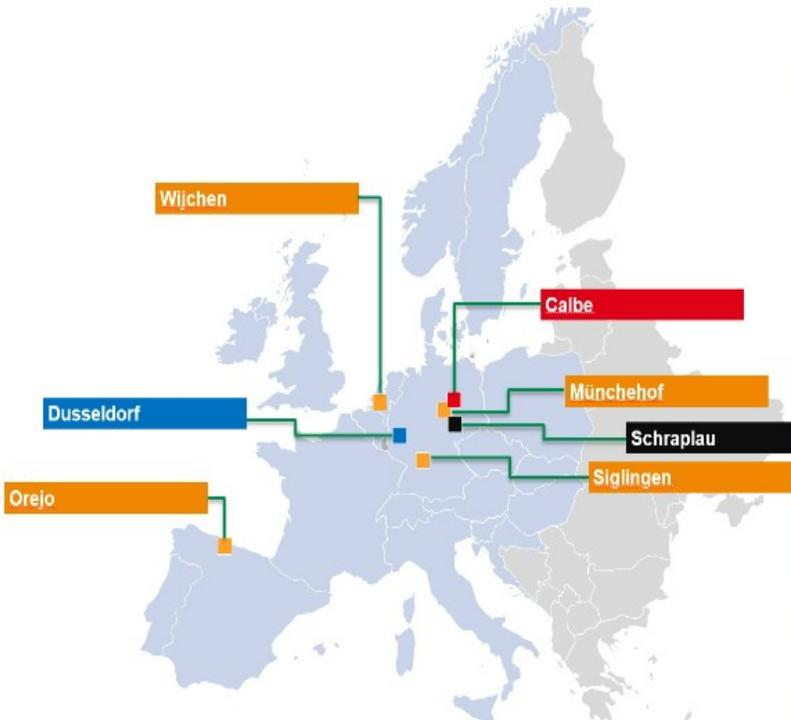 Wijchen
Calbe
Münchehof
Dusseldorf
Schraplau
Siglingen
Orejo